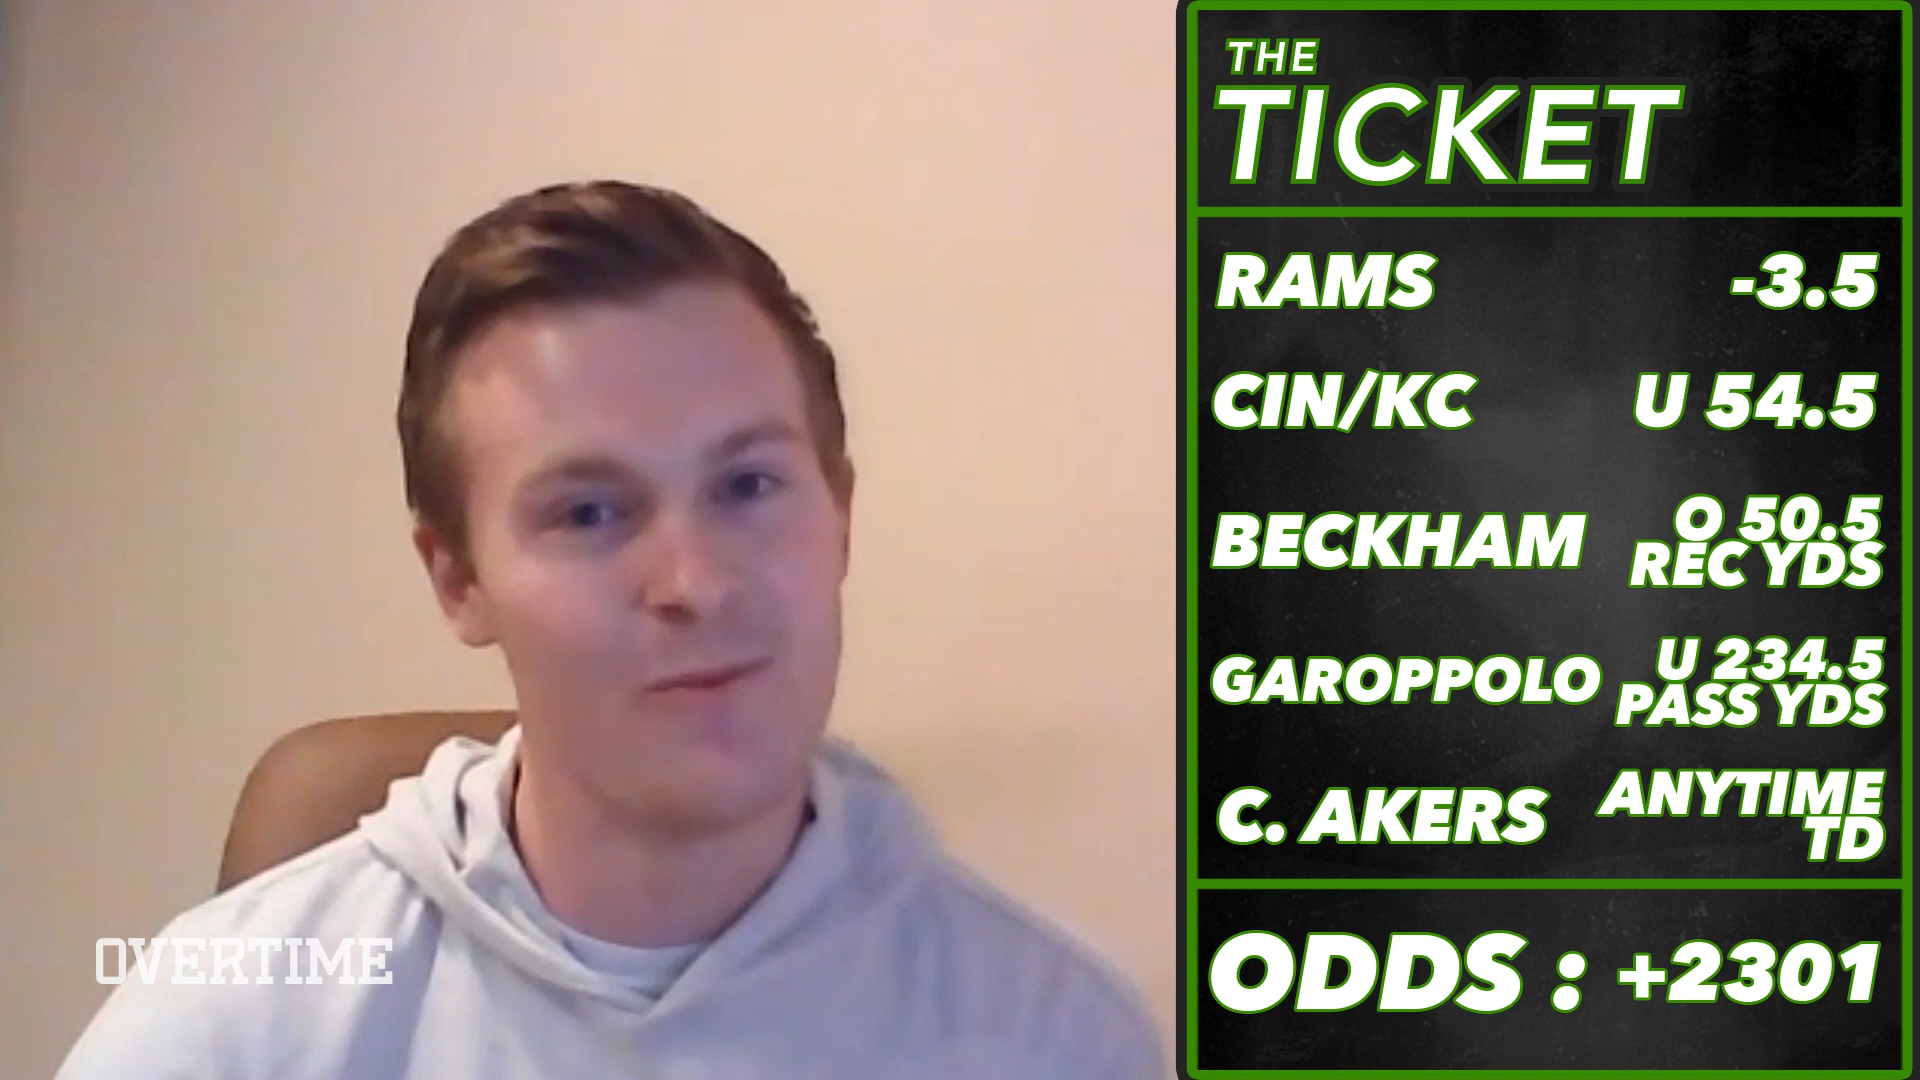 THE
TICKET
RAMS -3.5
CIN/KC U 54.5
BECKHAM O 50.5
REC YDS
GAROPPOLO U 234.5
PASS YDS
C. AKERS ANYTIME
TD
ODDS : +2301
OVERTIME